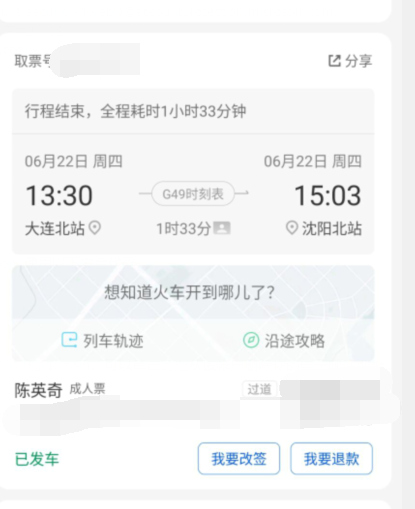 取票号
分享
行程结束，全程耗时1小时33分钟
06月22日 周四
06月22日 周四
13:30
G49时刻表
15:03
大连北站
1时33分
沈阳北站
想知道火车开到哪儿了？
列车轨迹
沿途攻略
陈英奇 成人票
过道
已发车
我要改签
我要退款